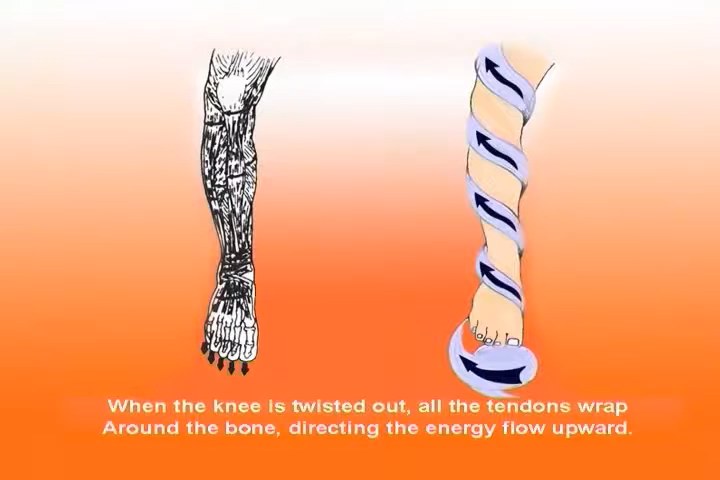 When the knee is twisted out, all the tendons wrap
Around the bone, directing the energy flow upward.